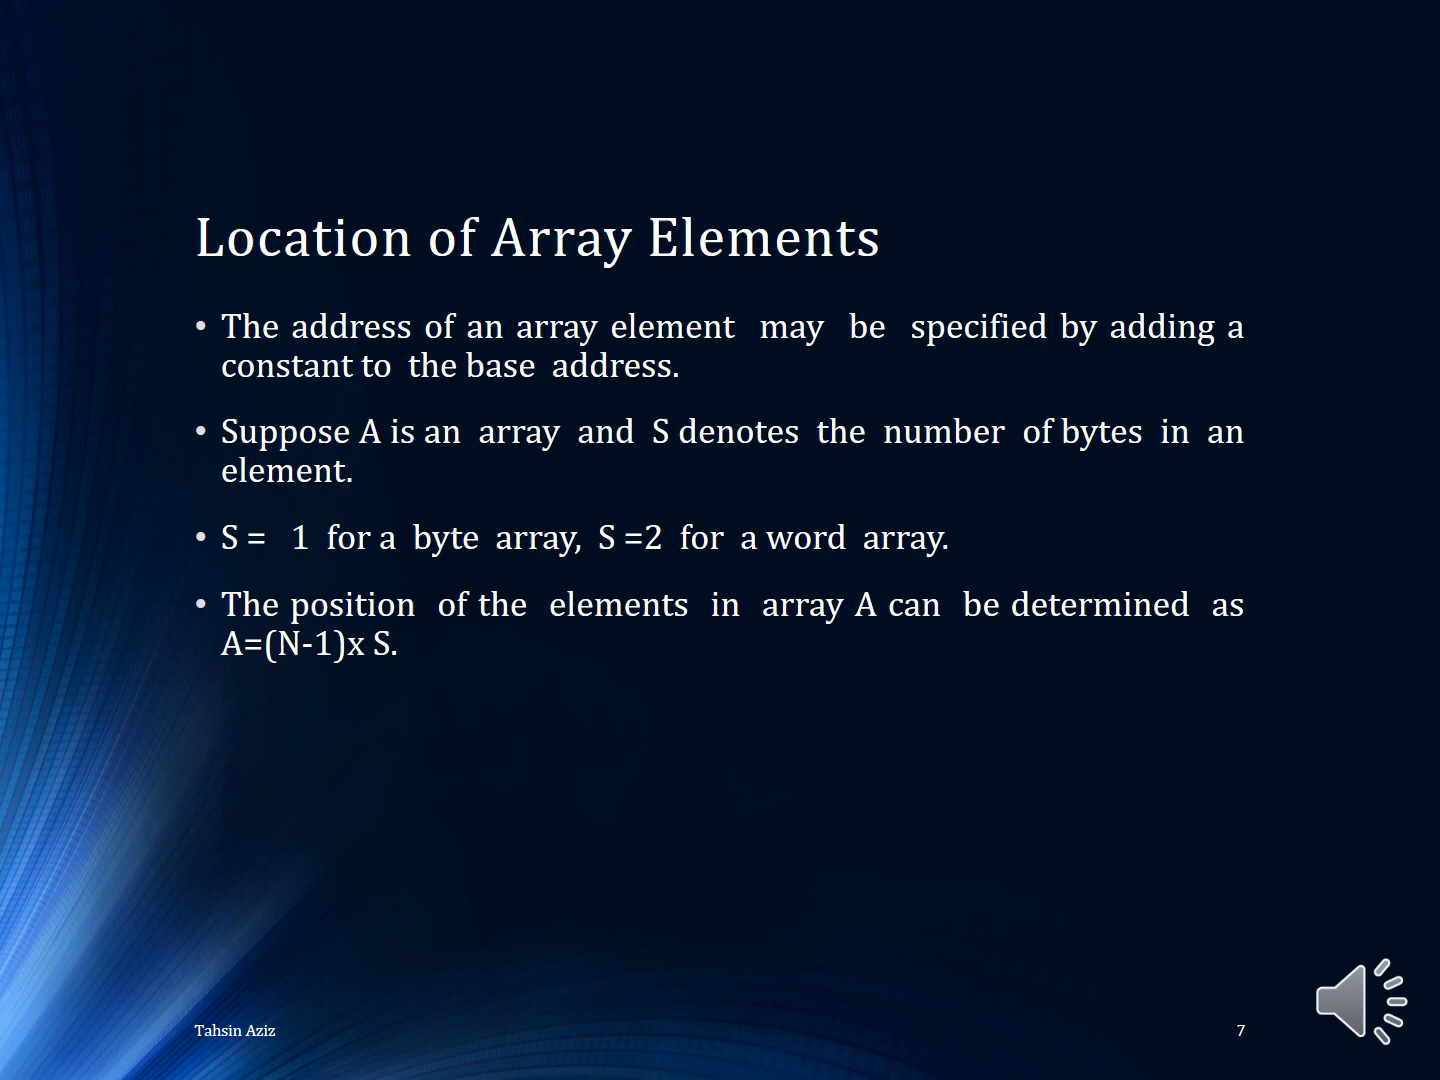 Location of Array Elements
• The address of an array element may be specified by adding a
constant to the base address.
• Suppose A is an array and S denotes the number of bytes in an
element.
• S = 1 for a byte array, S =2 for a word array.
• The position of the elements in array A can be determined as
A=(N-1)x S.
Tahsin Aziz
7